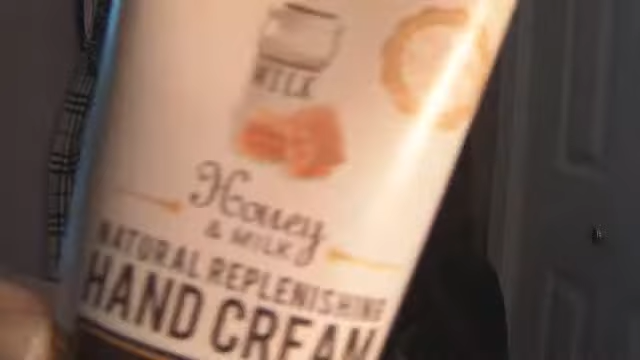 MILK
Honey
& MILK
NATURAL REPLENISHING
HAND CREAM